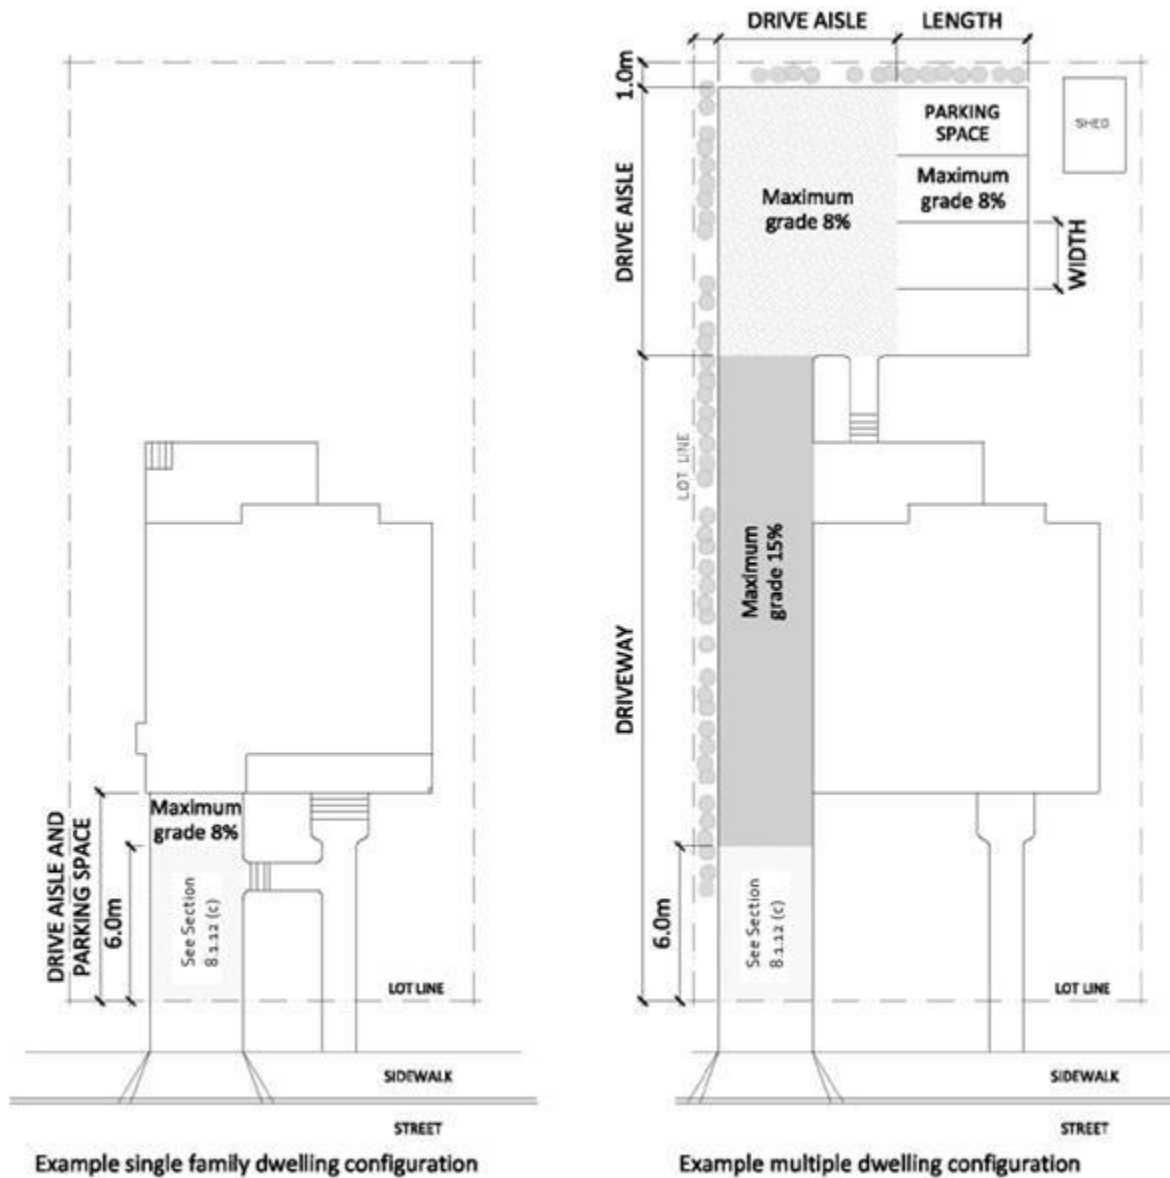 Maximum
grade 8%
See Section
8.1.12 (c)
DRIVE AISLE AND
PARKING SPACE
6.0m
LOT LINE
SIDEWALK
STREET
Example single family dwelling configuration
DRIVE AISLE
LENGTH
1.0m
PARKING
SPACE
SHED
Maximum
grade 8%
Maximum
grade 8%
DRIVE AISLE
WIDTH
LOT LINE
Maximum
grade 15%
DRIVEWAY
6.0m
See Section
8.1.12 (c)
LOT LINE
SIDEWALK
STREET
Example multiple dwelling configuration